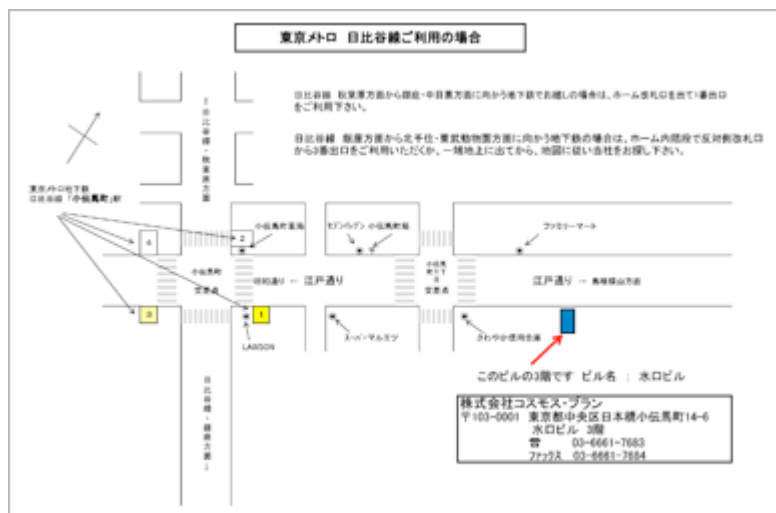 東京メトロ 日比谷線ご利用の場合
日比谷線 秋葉原方面から銀座・中目黒方面に向かう地下鉄でお越しの場合は、ホーム改札口を出て1番出口
をご利用下さい。
日比谷線 銀座方面から北千住・東武動物園方面に向かう地下鉄の場合は、ホーム内階段で反対側改札口
から3番出口をご利用いただくか、一端地上に出てから、地図に従い当社をお探し下さい。
日比谷線・秋葉原方面
東京メトロ地下鉄
日比谷線 「小伝馬町」駅
4
2
小伝馬町
セブンイレブン
ファミリーマート
小伝馬町
交差点
昭和通り ← 江戸通り
交差点
江戸通り →
3
1
LAWSON
スーパーマルエツ
さわやか信用金庫
日比谷線・銀座方面
このビルの3階です ビル名 : 水口ビル
株式会社コスモス・プラン
〒103-0001 東京都中央区日本橋小伝馬町14-6
水口ビル 3階
☎ 03-6661-7683
ファックス 03-6661-7684